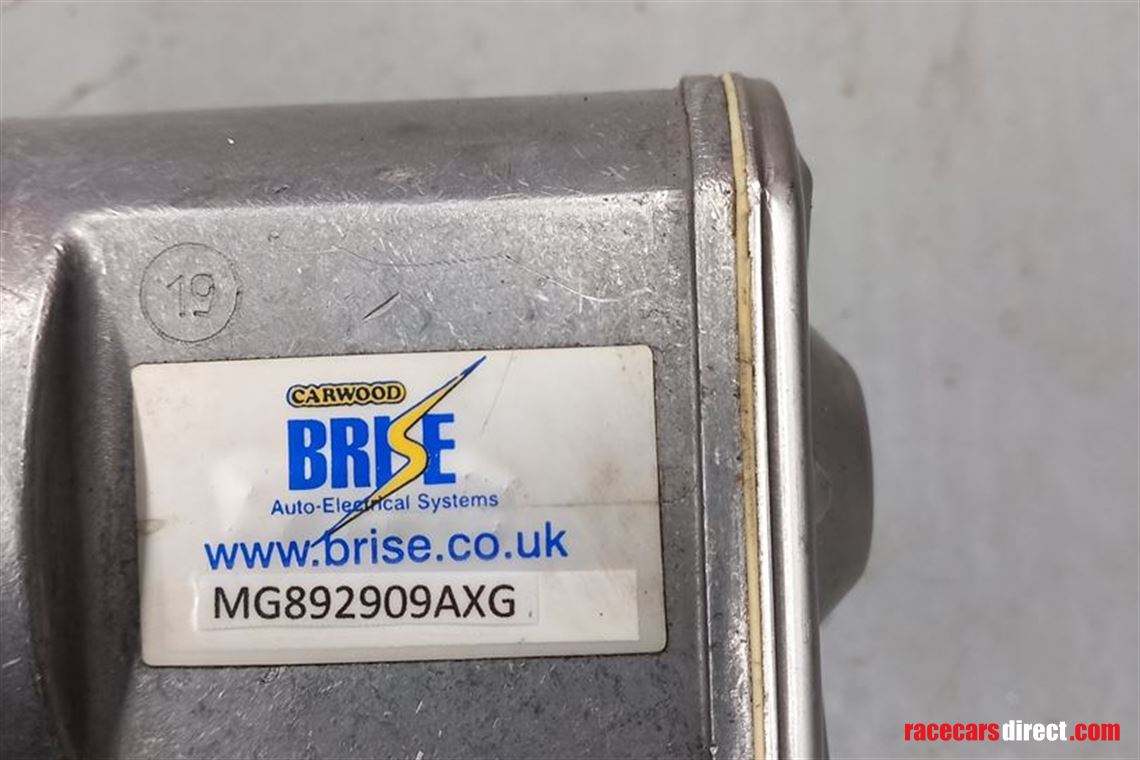 19
CARWOOD
BRISE
Auto-Electrical Systems
www.brise.co.uk
MG892909AXG
racecarsdirect.com